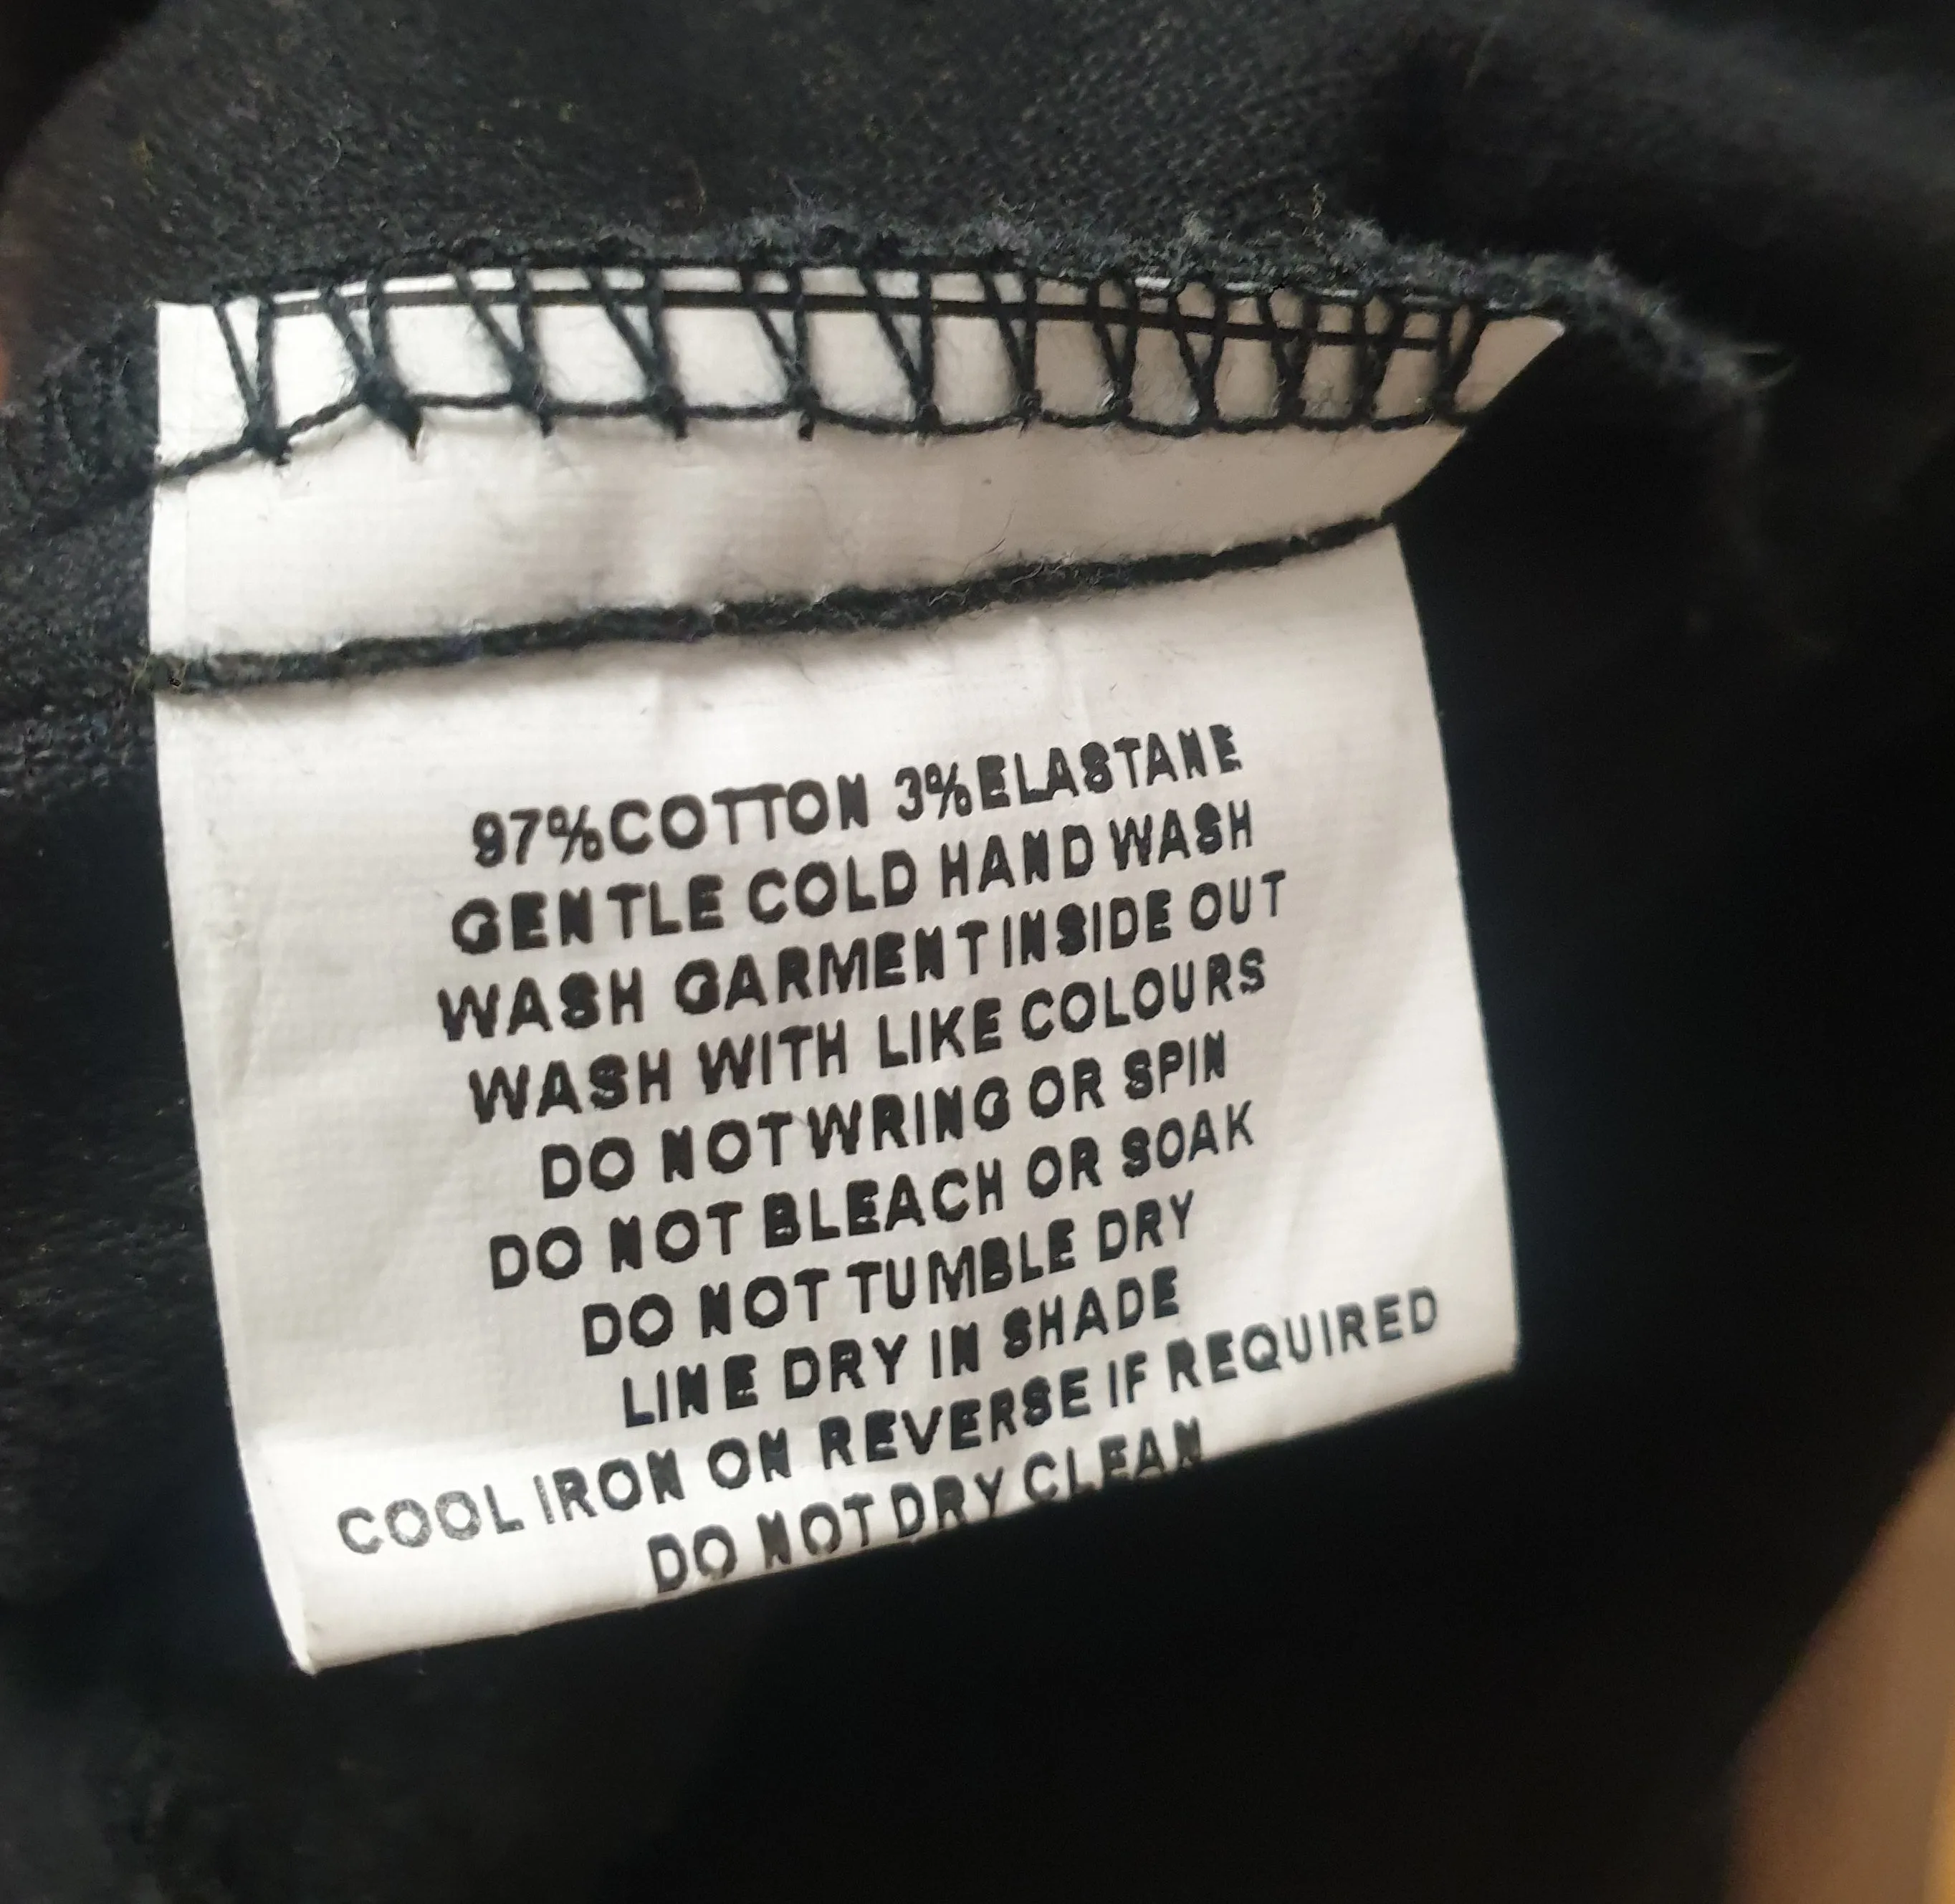 97%COTTON 3%ELASTANE
GENTLE COLD HAND WASH
WASH GARMENT INSIDE OUT
WASH WITH LIKE COLOURS
DO NOT WRING OR SPIN
DO NOT BLEACH OR SOAK
DO NOT TUMBLE DRY
LINE DRY IN SHADE
COOL IRON ON REVERSE IF REQUIRED
DO NOT DRY CLEAN